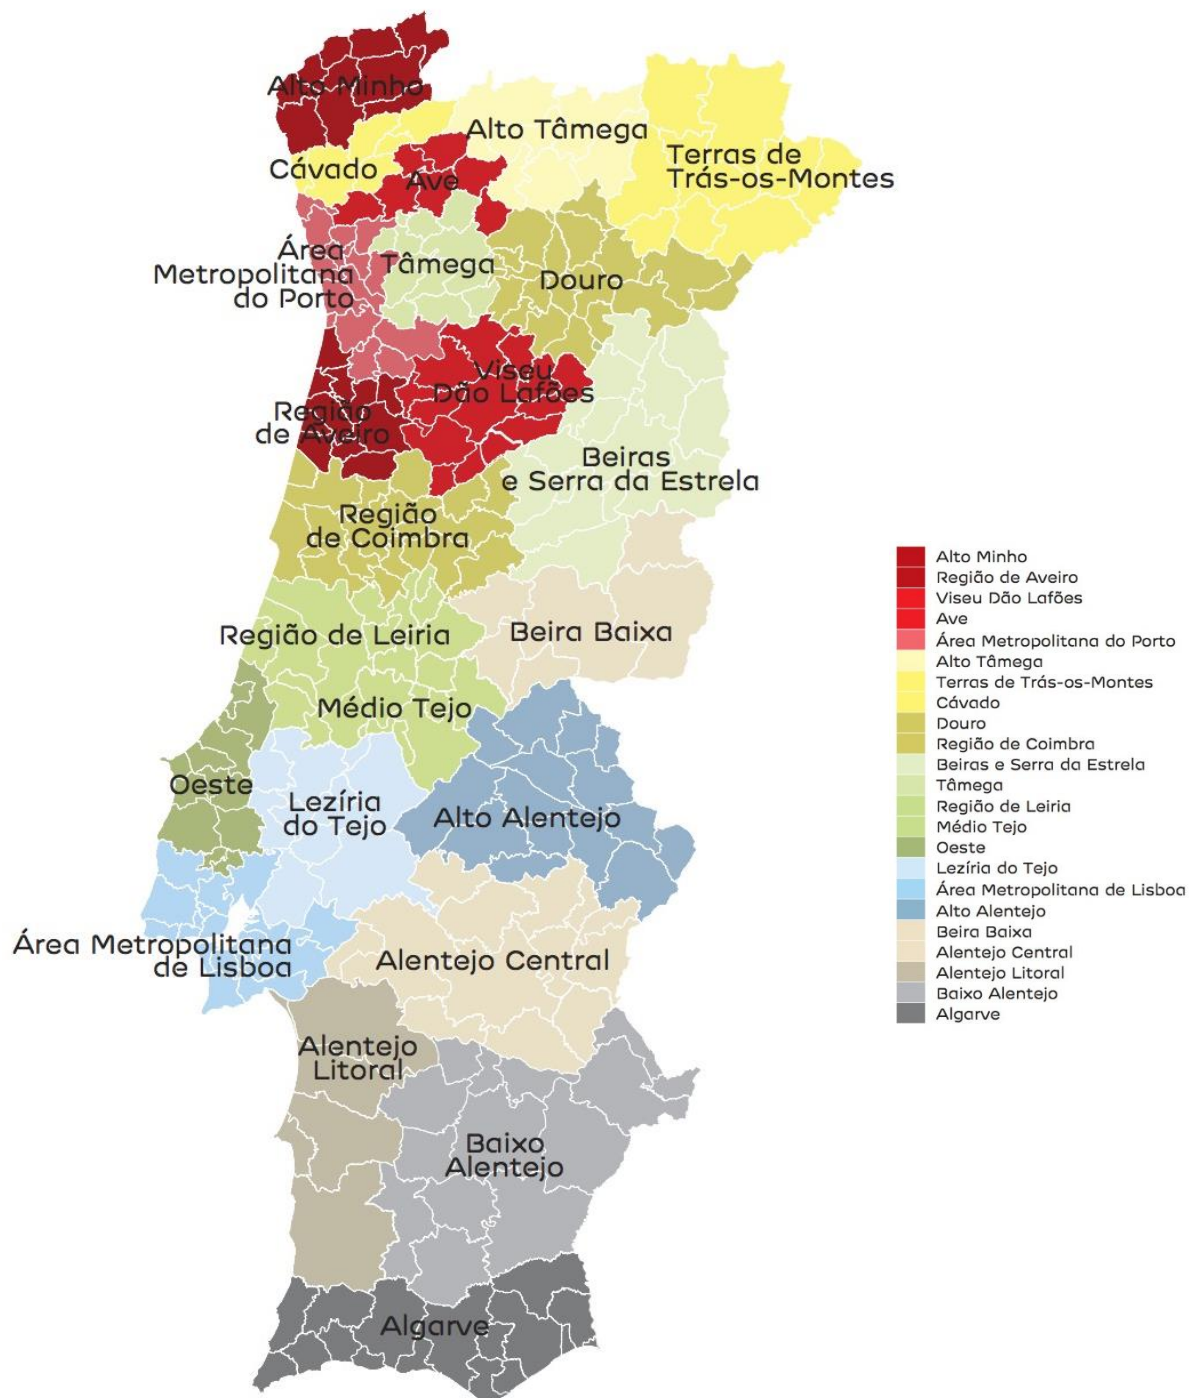 Alto Minho
Alto Tâmega
Terras de
Trás-os-Montes
Cávado
Ave
Área
Metropolitana
do Porto
Tâmega
Douro
Viseu
Dão Lafões
Região
de Aveiro
Beiras
e Serra da Estrela
Região
de Coimbra
Região de Leiria
Beira Baixa
Médio Tejo
Oeste
Lezíria
do Tejo
Alto Alentejo
Área Metropolitana
de Lisboa
Alentejo Central
Alentejo
Litoral
Baixo
Alentejo
Algarve
Alto Minho
Região de Aveiro
Viseu Dão Lafões
Ave
Área Metropolitana do Porto
Alto Tâmega
Terras de Trás-os-Montes
Cávado
Douro
Região de Coimbra
Beiras e Serra da Estrela
Tâmega
Região de Leiria
Médio Tejo
Oeste
Lezíria do Tejo
Área Metropolitana de Lisboa
Alto Alentejo
Beira Baixa
Alentejo Central
Alentejo Litoral
Baixo Alentejo
Algarve